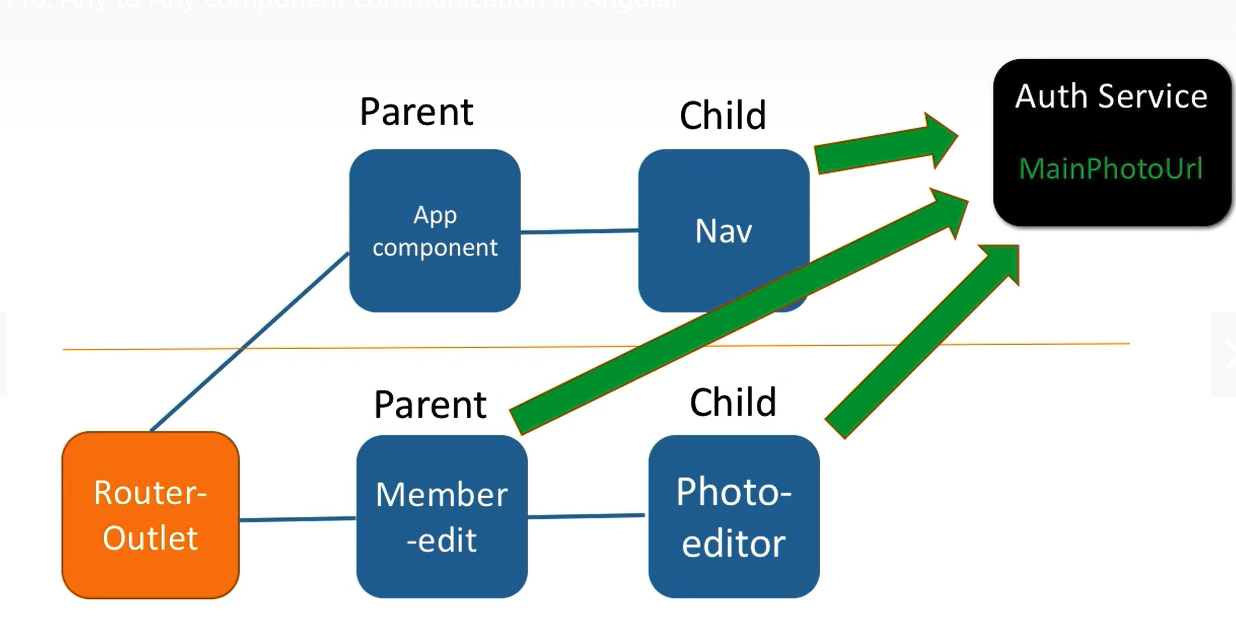 Any to Any component communication in Angular
Parent
Child
Auth Service
MainPhotoUrl
App
component
Nav
Parent
Child
Router-
Outlet
Member
-edit
Photo-
editor